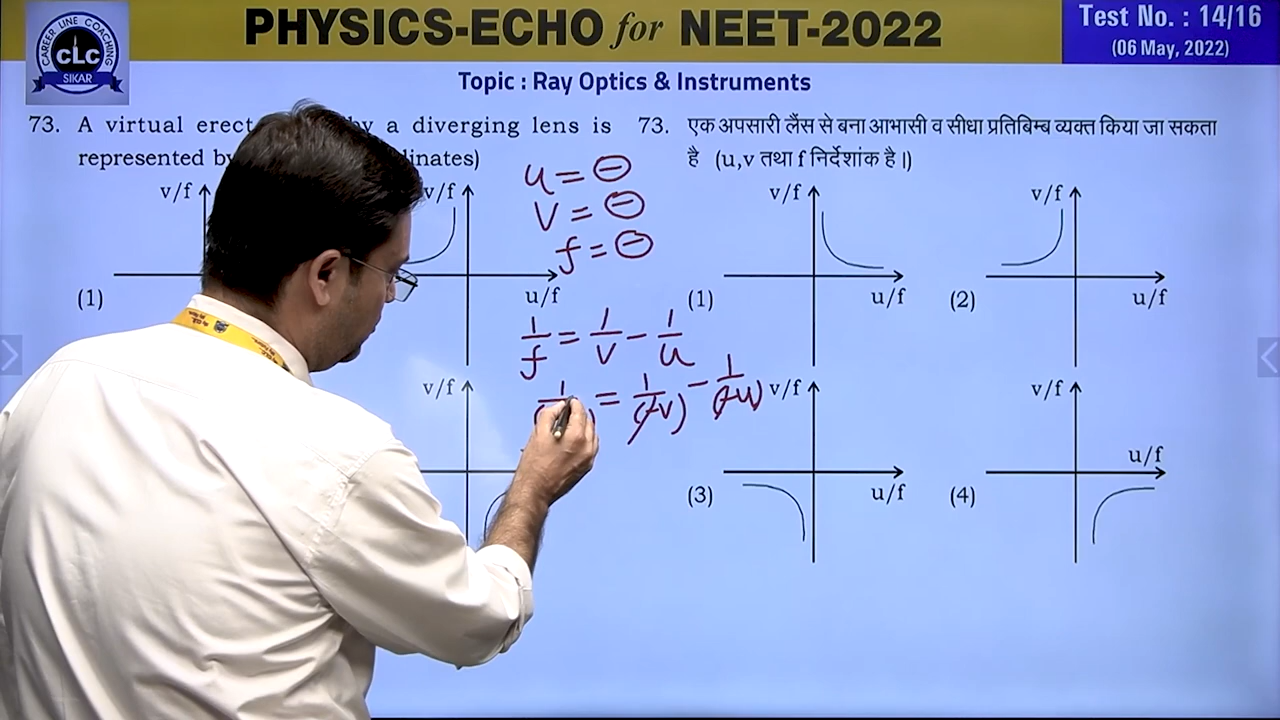 PHYSICS-ECHO for NEET-2022
Test No. : 14/16
(06 May, 2022)
CAREER LINE COACHING
CLC
SIKAR
Topic : Ray Optics & Instruments
73. A virtual erect by a diverging lens is
represented by
u = ⊖
v = ⊖
f = ⊖
v/f
v/f
(1)
u/f
1/f = 1/v - 1/u
= 1/(-v) - 1/(-u)
v/f
73. एक अपसारी लैंस से बना आभासी व सीधा प्रतिबिम्ब व्यक्त किया जा सकता
है (u,v तथा f निर्देशांक है।)
v/f
(1)
u/f
v/f
(2)
u/f
v/f
(3)
u/f
v/f
(4)
u/f